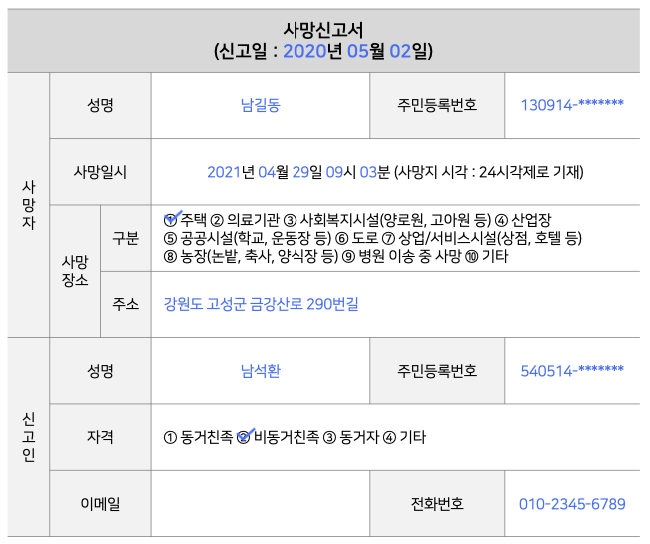 사망신고서
(신고일 : 2020년 05월 02일)
사망자
성명
남길동
주민등록번호
130914-*******
사망일시
2021년 04월 29일 09시 03분 (사망지 시각 : 24시각제로 기재)
사망
장소
구분
① 주택 ② 의료기관 ③ 사회복지시설(양로원, 고아원 등) ④ 산업장
⑤ 공공시설(학교, 운동장 등) ⑥ 도로 ⑦ 상업/서비스시설(상점, 호텔 등)
⑧ 농장(논밭, 축사, 양식장 등) ⑨ 병원 이송 중 사망 ⑩ 기타
주소
강원도 고성군 금강산로 290번길
신고인
성명
남석환
주민등록번호
540514-*******
자격
① 동거친족 ② 비동거친족 ③ 동거자 ④ 기타
이메일
전화번호
010-2345-6789